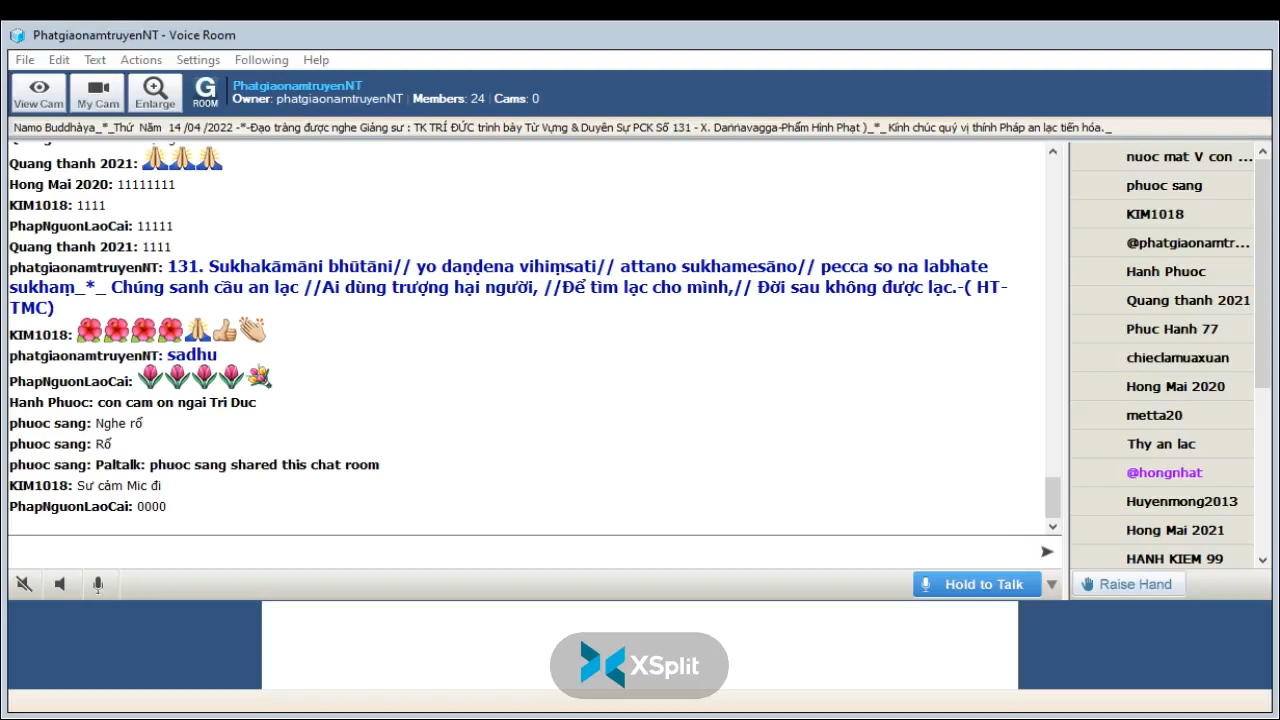 PhatgiaonamtruyenNT - Voice Room
File Edit Text Actions Settings Following Help
View Cam My Cam Enlarge G ROOM
PhatgiaonamtruyenNT
Owner: phatgiaonamtruyenNT Members: 24 Cams: 0
Namo Buddhàya_*_Thứ Năm 14 /04 /2022 -*-Đạo tràng được nghe Giảng sư : TK TRÍ ĐỨC trình bày Từ Vựng & Duyên Sự PCK Số 131 - X. Daṇḍavagga-Phẩm Hình Phạt )_*_ Kính chúc quý vị thính Pháp an lạc tiến hóa._
Quang thanh 2021:
Hong Mai 2020: 11111111
KIM1018: 1111
PhapNguonLaoCai: 11111
Quang thanh 2021: 1111
phatgiaonamtruyenNT: 131. Sukhakāmāni bhūtāni// yo daṇḍena vihiṃsati// attano sukhamesāno// pecca so na labhate
sukhaṃ_*_ Chúng sanh cầu an lạc //Ai dùng trượng hại người, //Để tìm lạc cho mình,// Đời sau không được lạc.-( HT-
TMC)
KIM1018:
phatgiaonamtruyenNT: sadhu
PhapNguonLaoCai:
Hanh Phuoc: con cam on ngai Tri Duc
phuoc sang: Nghe rổ
phuoc sang: Rổ
phuoc sang: Paltalk: phuoc sang shared this chat room
KIM1018: Sư cầm Mic đi
PhapNguonLaoCai: 0000
nuoc mat V con ...
phuoc sang
KIM1018
@phatgiaonamtr...
Hanh Phuoc
Quang thanh 2021
Phuc Hanh 77
chieclamuaxuan
Hong Mai 2020
metta20
Thy an lac
@hongnhat
Huyenmong2013
Hong Mai 2021
HANH KIEM 99
Hold to Talk
Raise Hand
XSplit